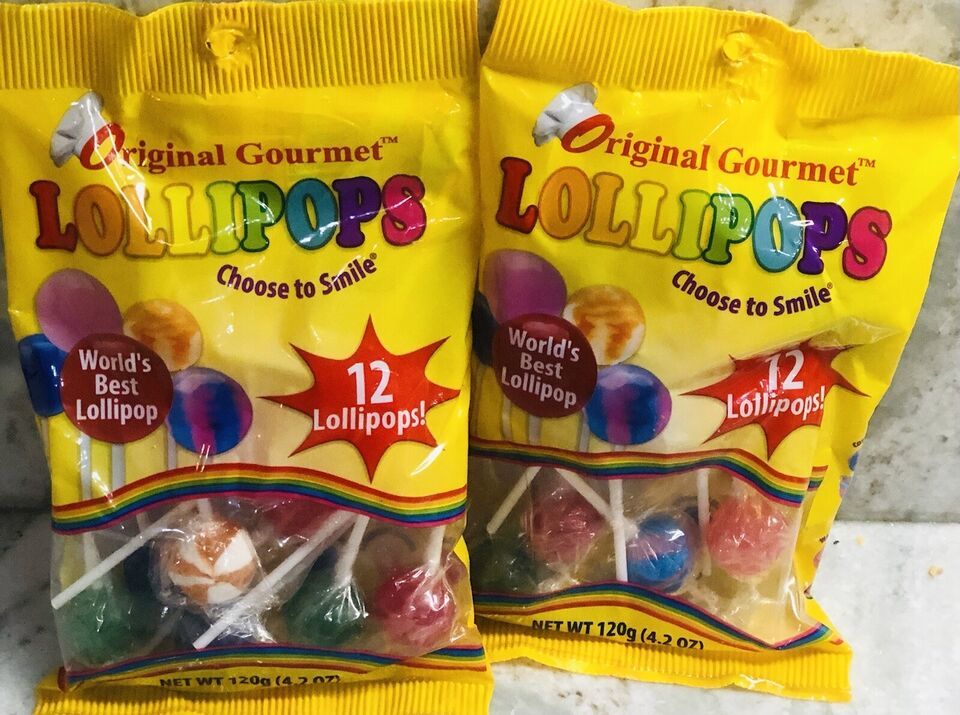 Original Gourmet™
LOLLIPOPS
Choose to Smile®
World's
Best
Lollipop
12
Lollipops!
NET WT 120g (4.2 OZ)
Original Gourmet™
LOLLIPOPS
Choose to Smile®
World's
Best
Lollipop
12
Lollipops!
NET WT 120g (4.2 OZ)